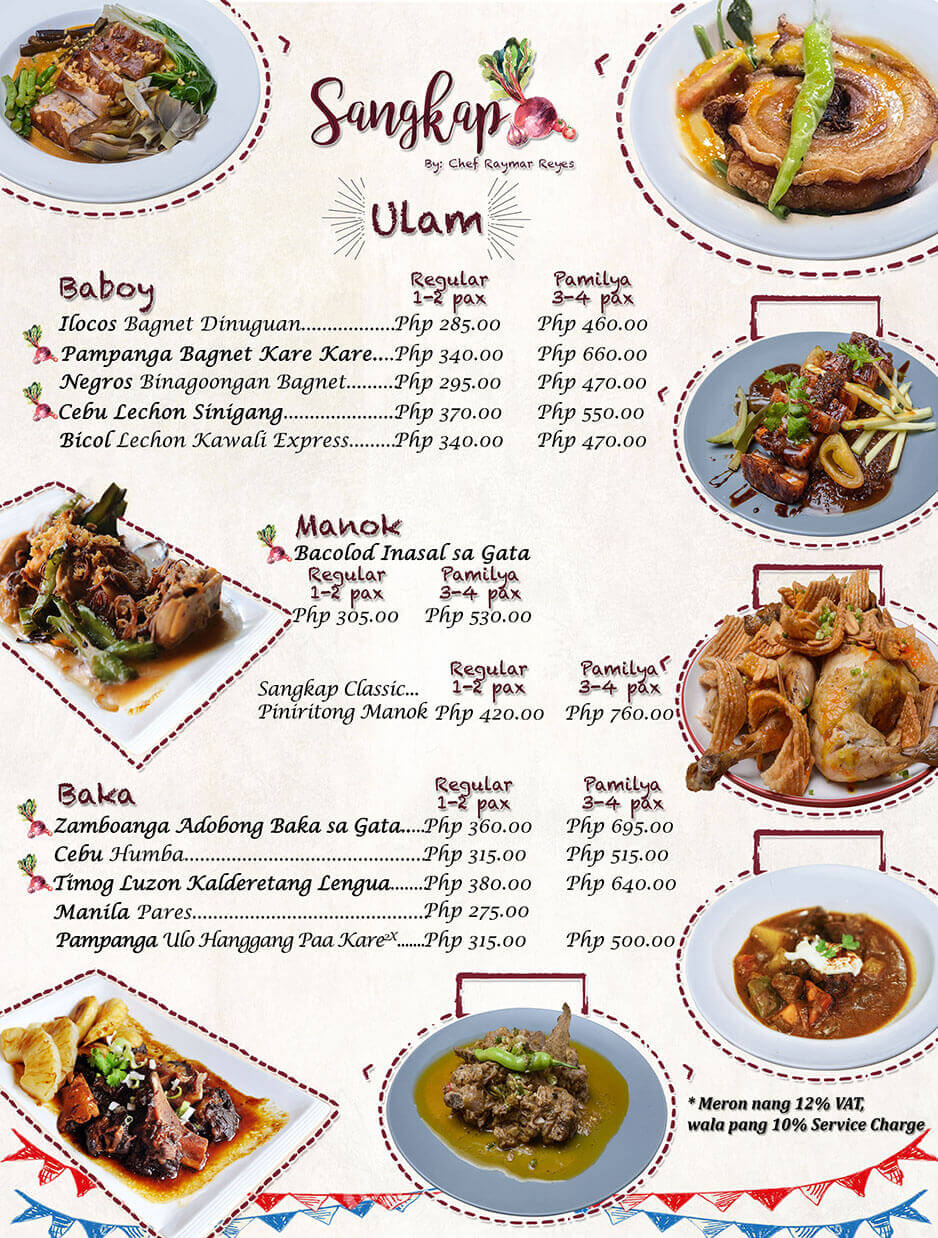 Sangkap
By: Chef Raymar Reyes
Ulam
Baboy Regular 1-2 pax Pamilya 3-4 pax
Ilocos Bagnet Dinuguan..................Php 285.00 Php 460.00
Pampanga Bagnet Kare Kare....Php 340.00 Php 660.00
Negros Binagoongan Bagnet.........Php 295.00 Php 470.00
Cebu Lechon Sinigang.....................Php 370.00 Php 550.00
Bicol Lechon Kawali Express.........Php 340.00 Php 470.00
Manok
Bacolod Inasal sa Gata
Regular Pamilya
1-2 pax 3-4 pax
Php 305.00 Php 530.00
Regular Pamilya
Sangkap Classic... 1-2 pax 3-4 pax
Piniritong Manok Php 420.00 Php 760.00
Baka Regular 1-2 pax Pamilya 3-4 pax
Zamboanga Adobong Baka sa Gata......Php 360.00 Php 695.00
Cebu Humba..............................................Php 315.00 Php 515.00
Timog Luzon Kalderetang Lengua.......Php 380.00 Php 640.00
Manila Pares............................................Php 275.00
Pampanga Ulo Hanggang Paa Kare²ˣ.......Php 315.00 Php 500.00
* Meron nang 12% VAT,
wala pang 10% Service Charge